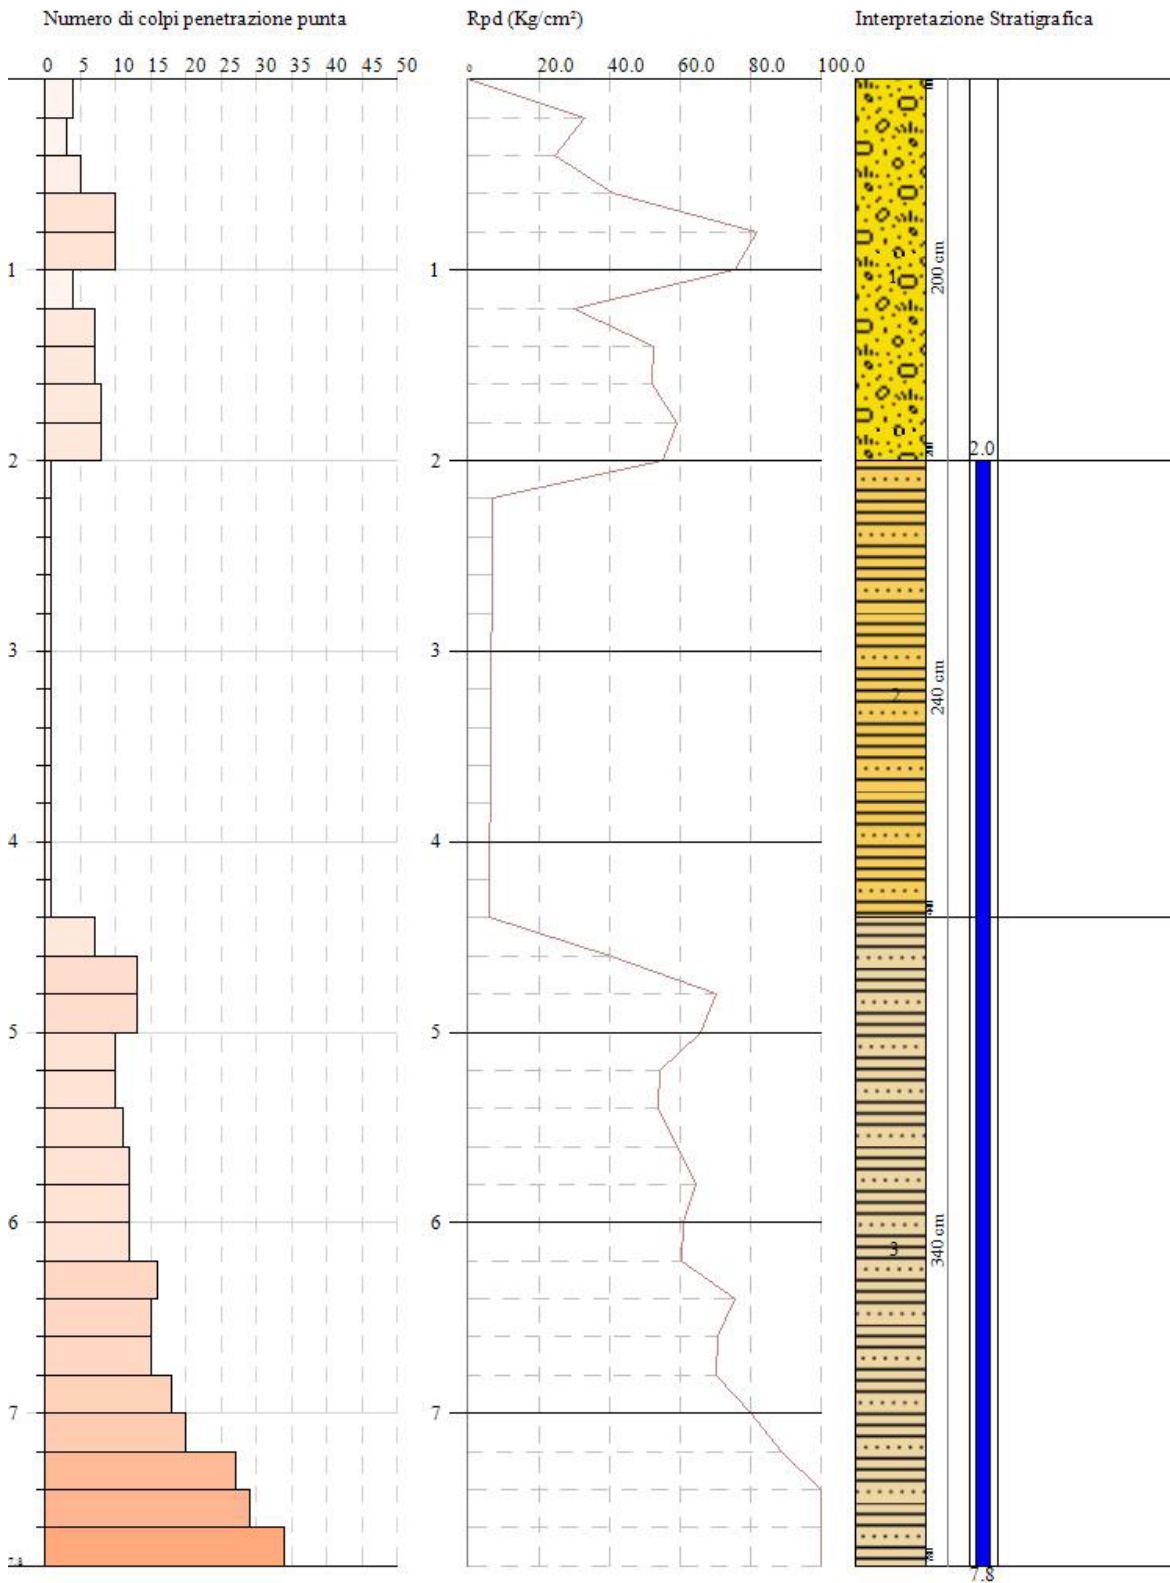 Numero di colpi penetrazione punta
Rpd (Kg/cm²)
Interpretazione Stratigrafica
0 5 10 15 20 25 30 35 40 45 50
0 20.0 40.0 60.0 80.0 100.0
1
1
1
200 cm
2
2
2.0
3
3
2
240 cm
4
4
5
5
6
6
3
340 cm
7
7
7.8
7.8